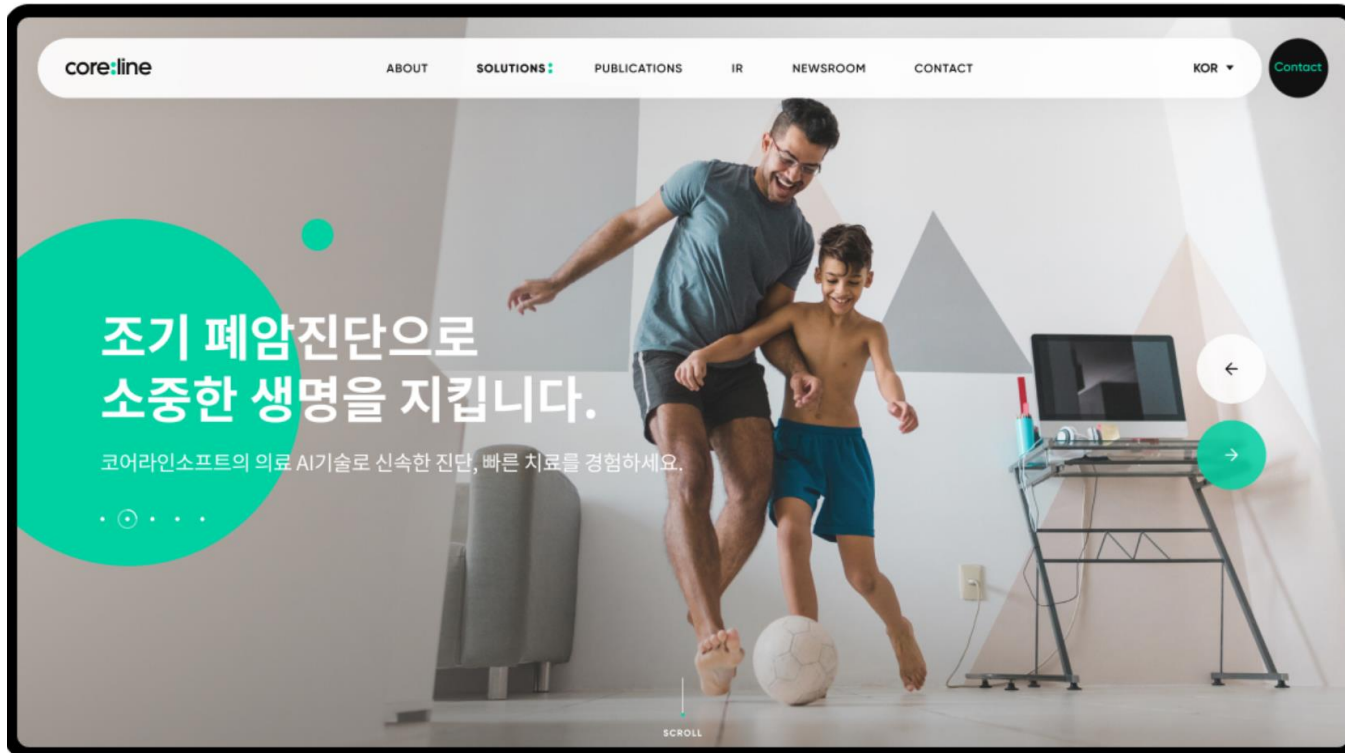 core:line
ABOUT
SOLUTIONS:
PUBLICATIONS
IR
NEWSROOM
CONTACT
KOR
Contact
조기 폐암진단으로
소중한 생명을 지킵니다.
코어라인소프트의 의료 AI기술로 신속한 진단, 빠른 치료를 경험하세요.
SCROLL